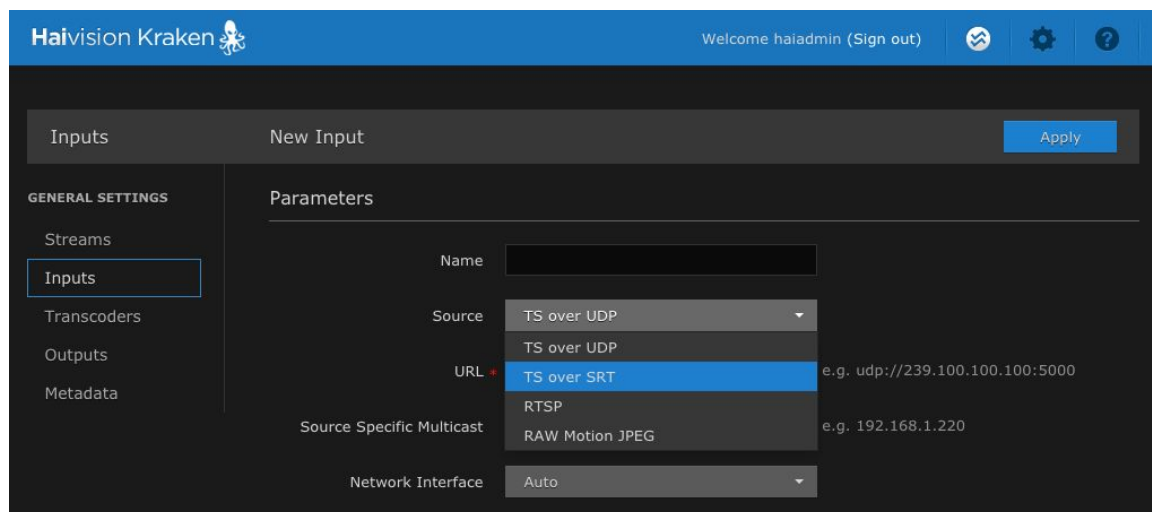 Haivision Kraken
Welcome haiadmin (Sign out)
?
Inputs
New Input
Apply
GENERAL SETTINGS
Streams
Inputs
Transcoders
Outputs
Metadata
Parameters
Name
Source
TS over UDP
TS over UDP
TS over SRT
RTSP
RAW Motion JPEG
URL *
e.g. udp://239.100.100.100:5000
Source Specific Multicast
e.g. 192.168.1.220
Network Interface
Auto